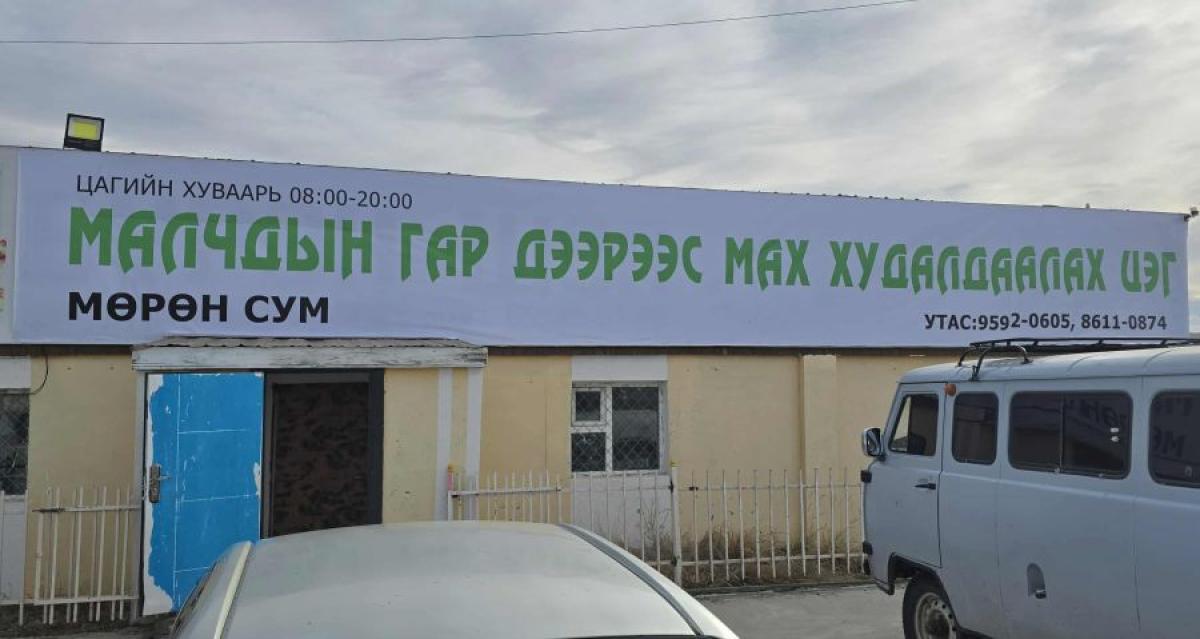 ЦАГИЙН ХУВААРЬ 08:00-20:00
МАЛЧДЫН ГАР ДЭЭРЭЭС МАХ ХУДАЛДААЛАХ ЦЭГ
МӨРӨН СУМ
УТАС:9592-0605, 8611-0874